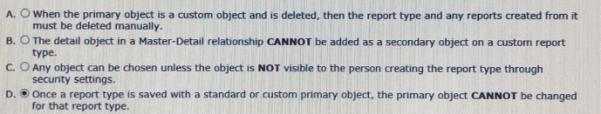 A. When the primary object is a custom object and is deleted, then the report type and any reports created from it
must be deleted manually.
B. The detail object in a Master-Detail relationship CANNOT be added as a secondary object on a custom report
type.
C. Any object can be chosen unless the object is NOT visible to the person creating the report type through
security settings.
D. Once a report type is saved with a standard or custom primary object, the primary object CANNOT be changed
for that report type.